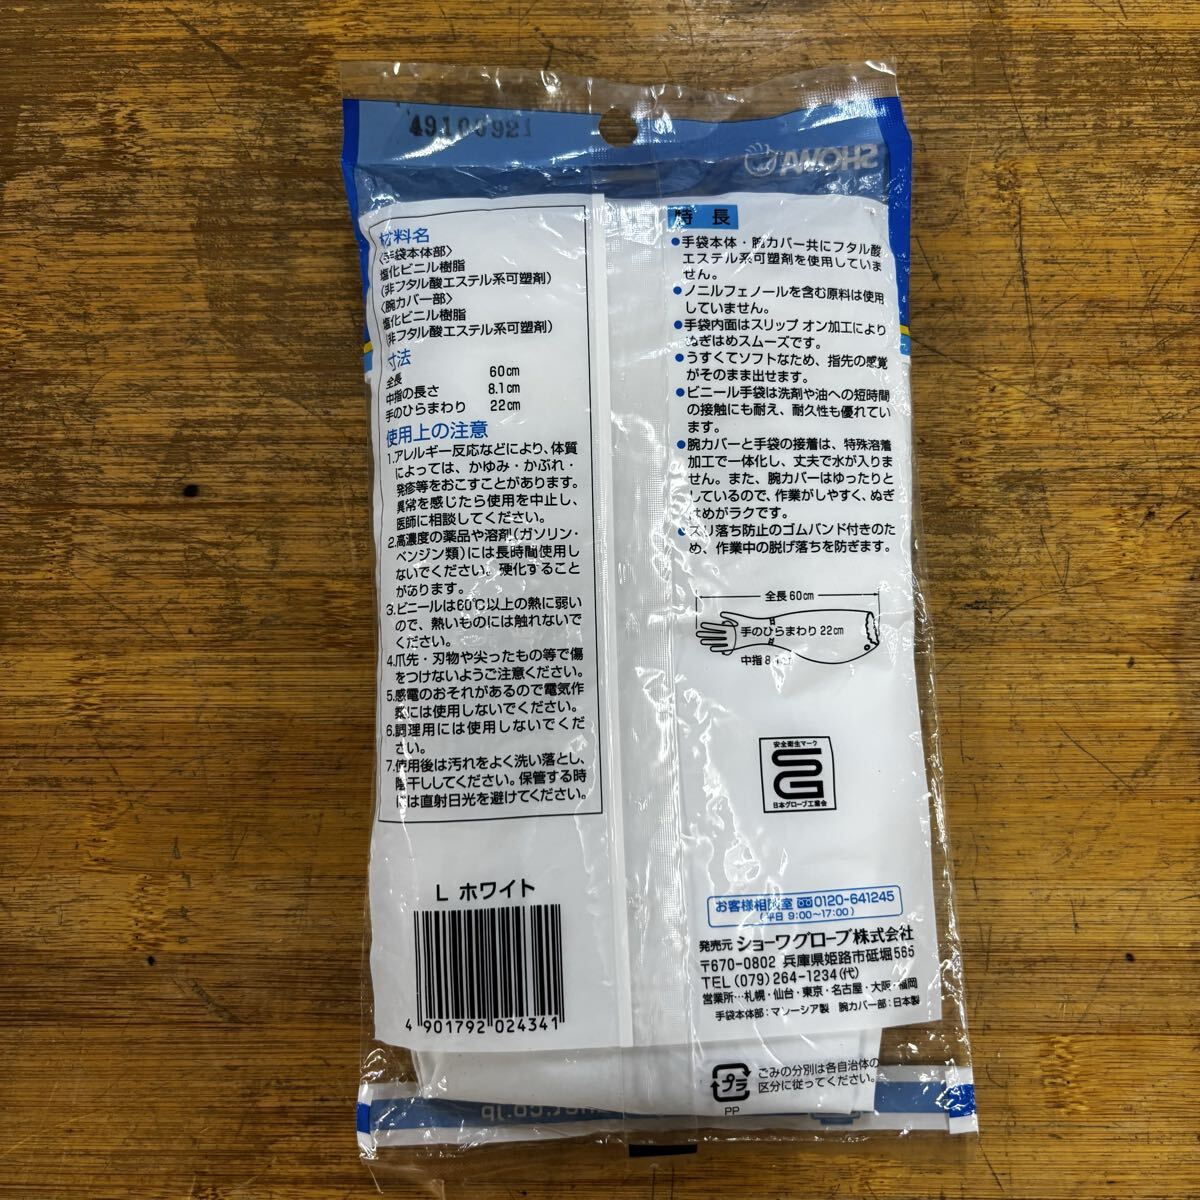 49100921
SHOWA
材料名
〈手袋本体部〉
塩化ビニル樹脂
(非フタル酸エステル系可塑剤)
〈腕カバー部〉
塩化ビニル樹脂
(非フタル酸エステル系可塑剤)
寸法
全長 60cm
中指の長さ 8.1cm
手のひらまわり 22cm
使用上の注意
1.アレルギー反応などにより、体質
によっては、かゆみ・かぶれ・
発疹等をおこすことがあります。
異常を感じたら使用を中止し、
医師に相談してください。
2.高濃度の薬品や溶剤(ガソリン・
ベンジン類)には長時間使用し
ないでください。硬化すること
があります。
3.ビニールは60℃以上の熱に弱い
ので、熱いものには触れないで
ください。
4.爪先・刃物や尖ったもの等で傷
をつけないようご注意ください。
5.感電のおそれがあるので電気作
業には使用しないでください。
6.調理用には使用しないでくだ
さい。
7.使用後は汚れをよく洗い落とし、
陰干ししてください。保管する時
には直射日光を避けてください。
L ホワイト
4 901792 024341
特長
●手袋本体・腕カバー共にフタル酸
エステル系可塑剤を使用していま
せん。
●ノニルフェノールを含む原料は使用
していません。
●手袋内面はスリップ オン加工により
ぬぎはめスムーズです。
●うすくてソフトなため、指先の感覚
がそのまま出せます。
●ビニール手袋は洗剤や油への短時間
の接触にも耐え、耐久性も優れてい
ます。
●腕カバーと手袋の接着は、特殊溶着
加工で一体化し、丈夫で水が入りま
せん。また、腕カバーはゆったりと
しているので、作業がしやすく、ぬぎ
はめがラクです。
●ズリ落ち防止のゴムバンド付きのた
め、作業中の脱げ落ちを防ぎます。
全長 60cm
手のひらまわり 22cm
中指 8.1cm
安全衛生マーク
SG
日本グローブ工業会
お客様相談室 0120-641245
(平日 9:00~17:00)
発売元 ショーワグローブ株式会社
〒670-0802 兵庫県姫路市砥堀565
TEL(079)264-1234(代)
営業所…札幌・仙台・東京・名古屋・大阪・福岡
手袋本体部:マレーシア製 腕カバー部:日本製
プラ
PP
ごみの分別は各自治体の
区分に従ってください。